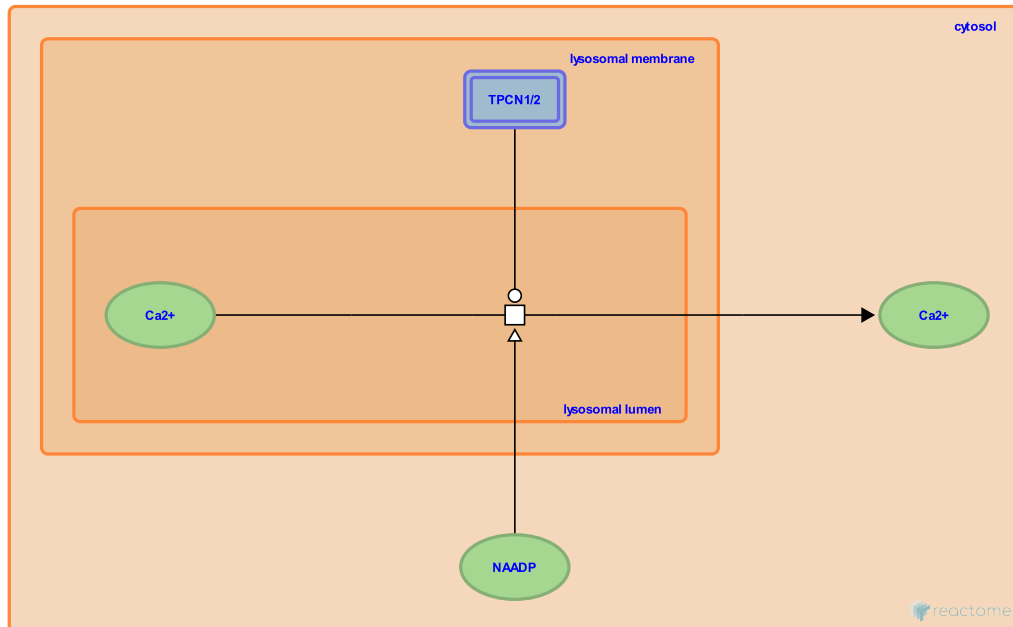 cytosol
lysosomal membrane
TPCN1/2
Ca2+
Ca2+
lysosomal lumen
NAADP
reactome